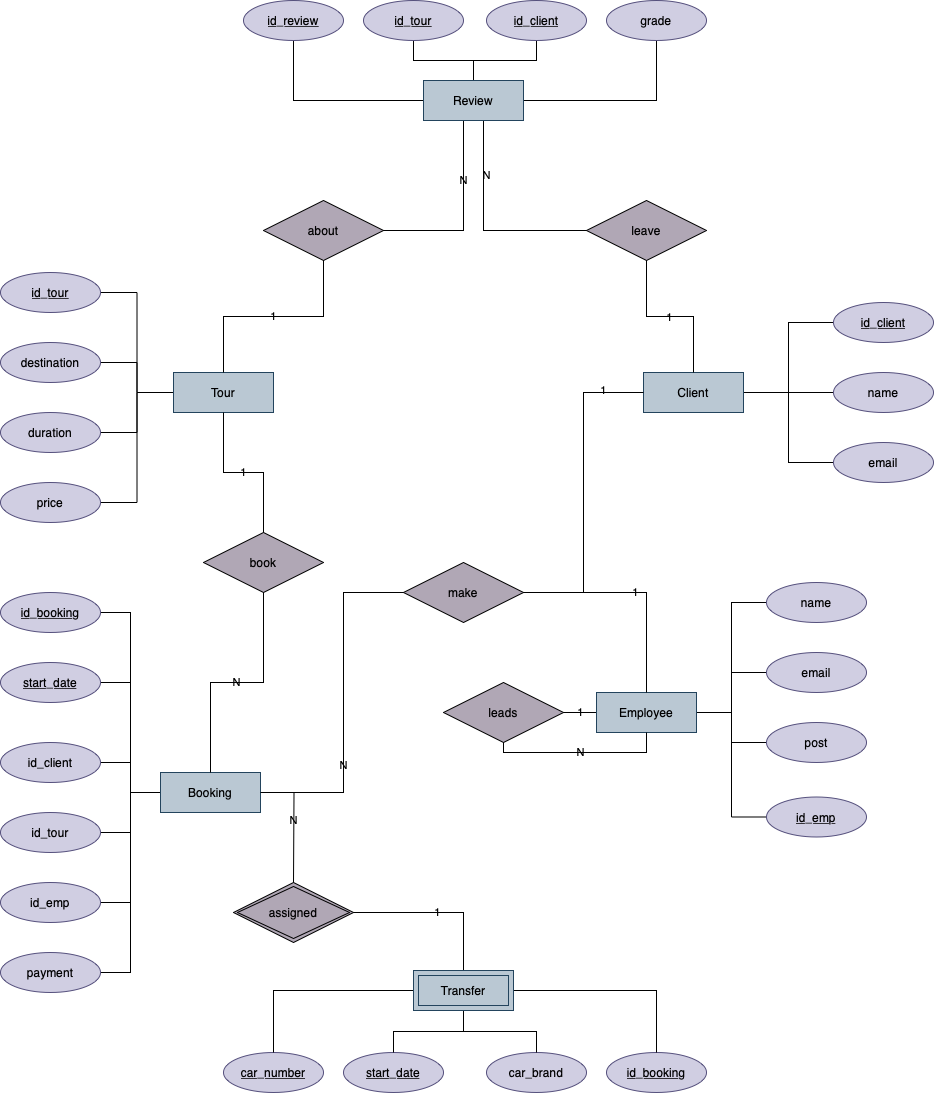 id_review
id_tour
id_client
grade
Review
N
N
about
leave
id_tour
1
1
id_client
destination
Tour
1
Client
name
duration
email
1
price
book
make
1
name
id_booking
email
start_date
N
leads
1
Employee
post
N
id_client
N
Booking
id_emp
N
id_tour
id_emp
assigned
1
payment
Transfer
car_number
start_date
car_brand
id_booking